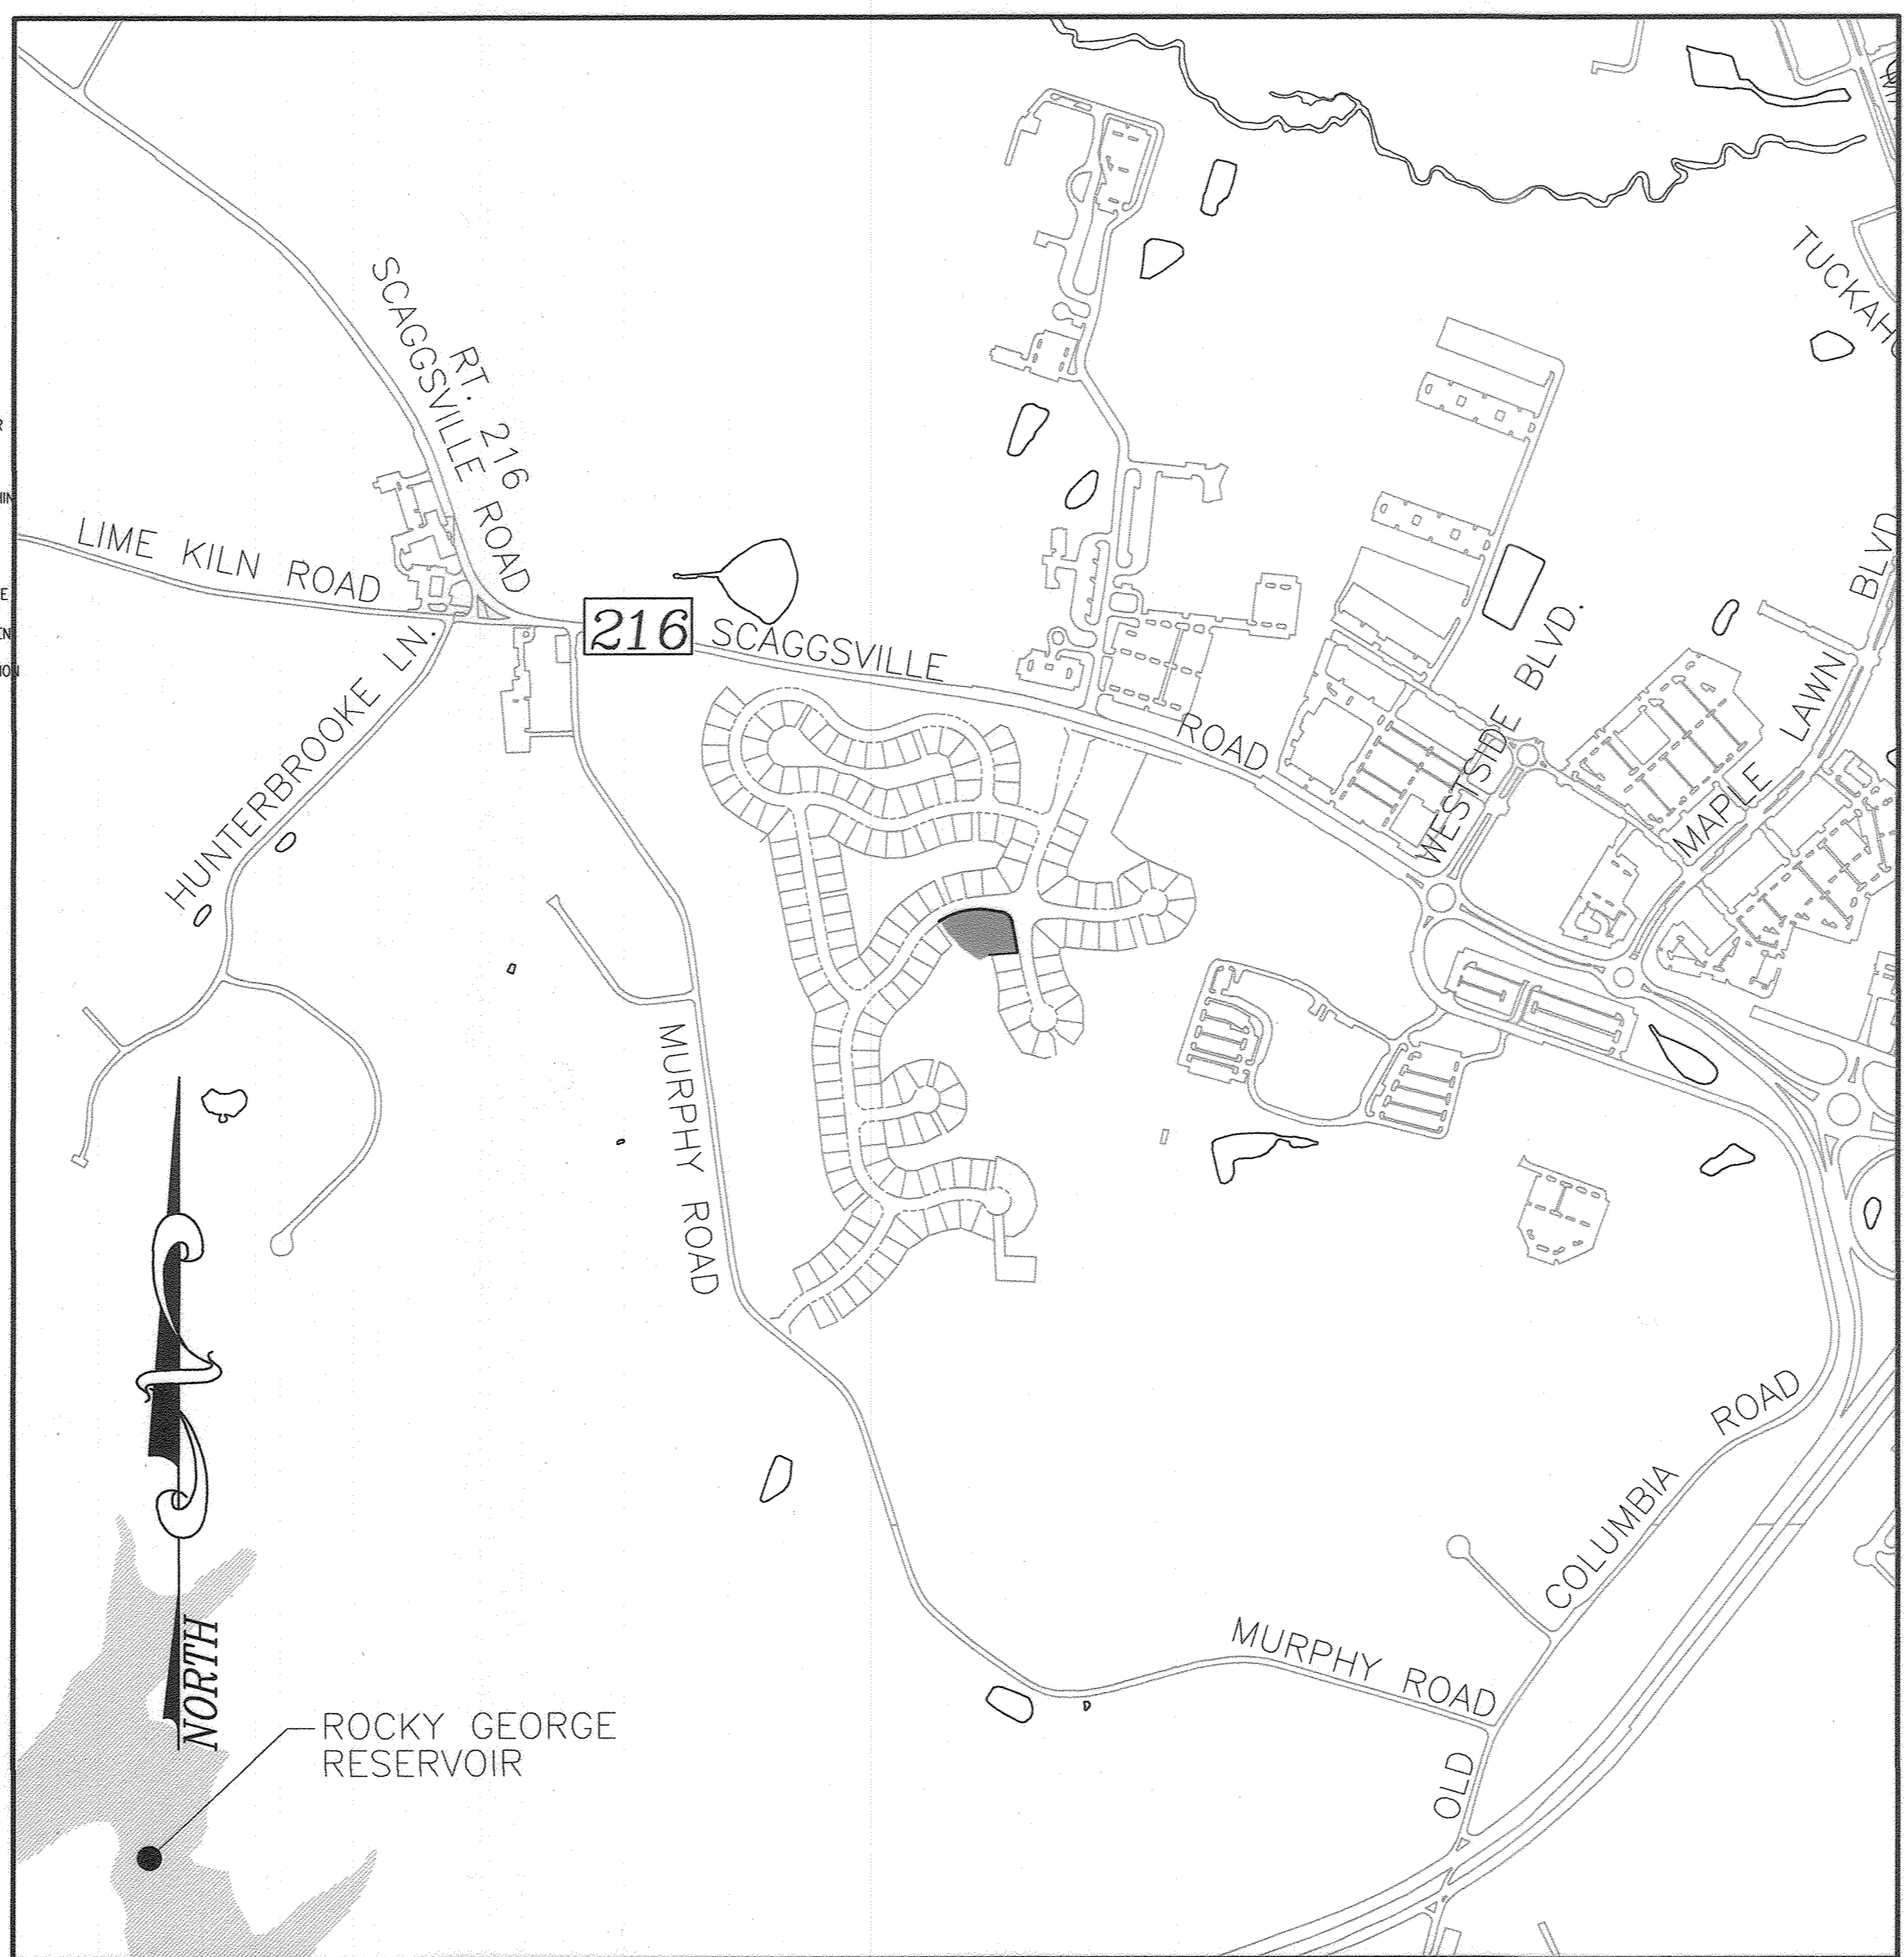 TUCKAH
RT. 216
SCAGGSVILLE ROAD
LIME KILN ROAD
216
SCAGGSVILLE ROAD
HUNTERBROOKE LN.
WESTSIDE BLVD.
MAPLE LAWN BLVD
MURPHY ROAD
OLD COLUMBIA ROAD
MURPHY ROAD
NORTH
ROCKY GEORGE
RESERVOIR